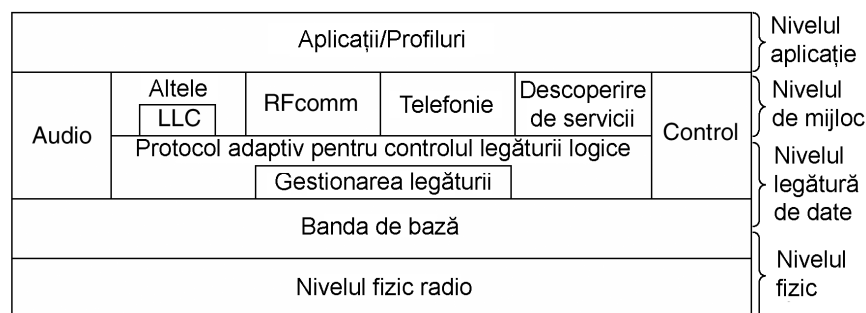 Aplicații/Profiluri
Nivelul
aplicație
Audio
Altele
LLC
RFcomm
Telefonie
Descoperire
de servicii
Control
Nivelul
de mijloc
Protocol adaptiv pentru controlul legăturii logice
Gestionarea legăturii
Nivelul
legătură
de date
Banda de bază
Nivelul fizic radio
Nivelul
fizic